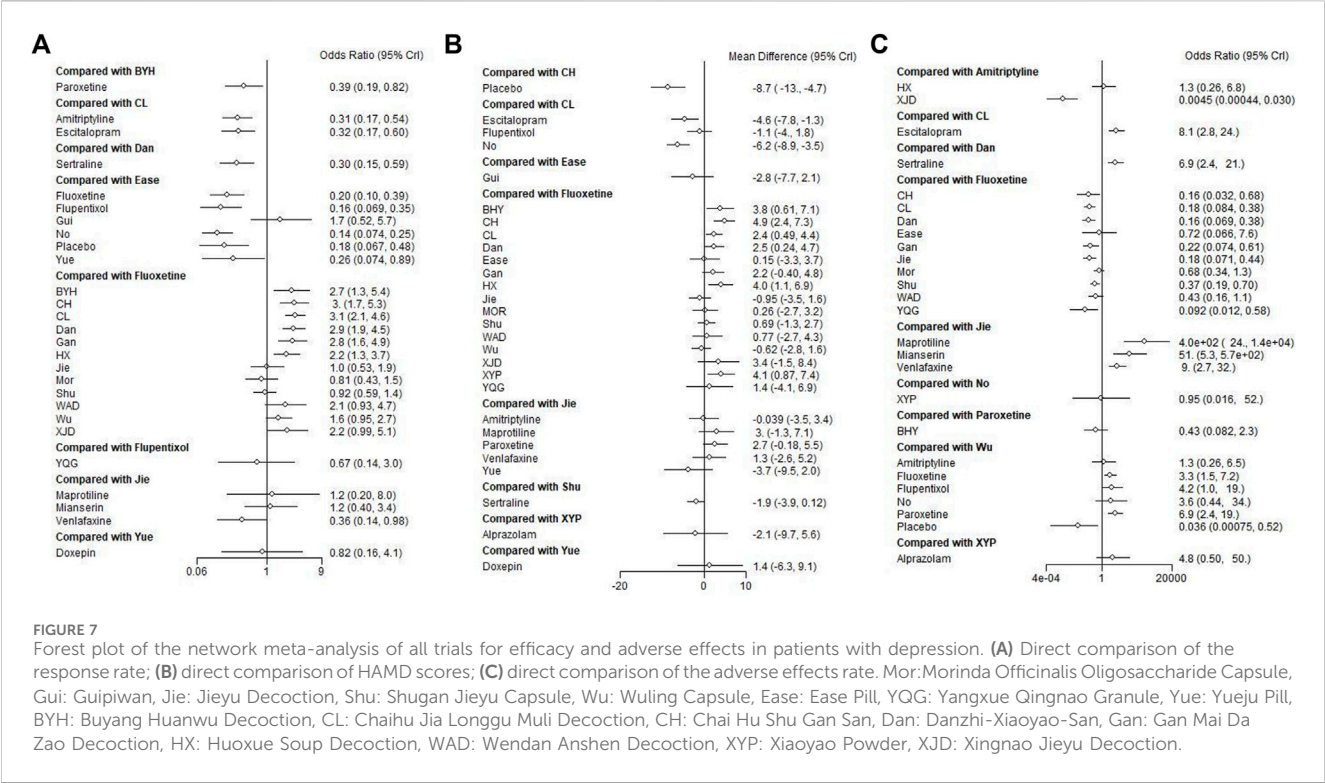 A
Odds Ratio (95% CrI)
Compared with BYH
Paroxetine 0.39 (0.19, 0.82)
Compared with CL
Amitriptyline 0.31 (0.17, 0.54)
Escitalopram 0.32 (0.17, 0.60)
Compared with Dan
Sertraline 0.30 (0.15, 0.59)
Compared with Ease
Fluoxetine 0.20 (0.10, 0.39)
Flupentixol 0.16 (0.069, 0.35)
Gui 1.7 (0.52, 5.7)
No 0.14 (0.074, 0.25)
Placebo 0.18 (0.067, 0.48)
Yue 0.26 (0.074, 0.89)
Compared with Fluoxetine
BYH 2.7 (1.3, 5.4)
CH 3. (1.7, 5.3)
CL 3.1 (2.1, 4.6)
Dan 2.9 (1.9, 4.5)
Gan 2.8 (1.6, 4.9)
HX 2.2 (1.3, 3.7)
Jie 1.0 (0.53, 1.9)
Mor 0.81 (0.43, 1.5)
Shu 0.92 (0.59, 1.4)
WAD 2.1 (0.93, 4.7)
Wu 1.6 (0.95, 2.7)
XJD 2.2 (0.99, 5.1)
Compared with Flupentixol
YQG 0.67 (0.14, 3.0)
Compared with Jie
Maprotiline 1.2 (0.20, 8.0)
Mianserin 1.2 (0.40, 3.4)
Venlafaxine 0.36 (0.14, 0.98)
Compared with Yue
Doxepin 0.82 (0.16, 4.1)
0.06 1 9
B
Mean Difference (95% CrI)
Compared with CH
Placebo -8.7 ( -13., -4.7)
Compared with CL
Escitalopram -4.6 (-7.8, -1.3)
Flupentixol -1.1 (-4., 1.8)
No -6.2 (-8.9, -3.5)
Compared with Ease
Gui -2.8 (-7.7, 2.1)
Compared with Fluoxetine
BHY 3.8 (0.61, 7.1)
CH 4.9 (2.4, 7.3)
CL 2.4 (0.49, 4.4)
Dan 2.5 (0.24, 4.7)
Ease 0.15 (-3.3, 3.7)
Gan 2.2 (-0.40, 4.8)
HX 4.0 (1.1, 6.9)
Jie -0.95 (-3.5, 1.6)
MOR 0.26 (-2.7, 3.2)
Shu 0.69 (-1.3, 2.7)
WAD 0.77 (-2.7, 4.3)
Wu -0.62 (-2.8, 1.6)
XJD 3.4 (-1.5, 8.4)
XYP 4.1 (0.87, 7.4)
YQG 1.4 (-4.1, 6.9)
Compared with Jie
Amitriptyline -0.039 (-3.5, 3.4)
Maprotiline 3. (-1.3, 7.1)
Paroxetine 2.7 (-0.18, 5.5)
Venlafaxine 1.3 (-2.6, 5.2)
Yue -3.7 (-9.5, 2.0)
Compared with Shu
Sertraline -1.9 (-3.9, 0.12)
Compared with XYP
Alprazolam -2.1 (-9.7, 5.6)
Compared with Yue
Doxepin 1.4 (-6.3, 9.1)
-20 0 10
C
Odds Ratio (95% CrI)
Compared with Amitriptyline
HX 1.3 (0.26, 6.8)
XJD 0.0045 (0.00044, 0.030)
Compared with CL
Escitalopram 8.1 (2.8, 24.)
Compared with Dan
Sertraline 6.9 (2.4, 21.)
Compared with Fluoxetine
CH 0.16 (0.032, 0.68)
CL 0.18 (0.084, 0.38)
Dan 0.16 (0.069, 0.38)
Ease 0.72 (0.066, 7.6)
Gan 0.22 (0.074, 0.61)
Jie 0.18 (0.071, 0.44)
Mor 0.68 (0.34, 1.3)
Shu 0.37 (0.19, 0.70)
WAD 0.43 (0.16, 1.1)
YQG 0.092 (0.012, 0.58)
Compared with Jie
Maprotiline 4.0e+02 ( 24., 1.4e+04)
Mianserin 51. (5.3, 5.7e+02)
Venlafaxine 9. (2.7, 32.)
Compared with No
XYP 0.95 (0.016, 52.)
Compared with Paroxetine
BHY 0.43 (0.082, 2.3)
Compared with Wu
Amitriptyline 1.3 (0.26, 6.5)
Fluoxetine 3.3 (1.5, 7.2)
Flupentixol 4.2 (1.0, 19.)
No 3.6 (0.44, 34.)
Paroxetine 6.9 (2.4, 19.)
Placebo 0.036 (0.00075, 0.52)
Compared with XYP
Alprazolam 4.8 (0.50, 50.)
4e-04 1 20000
FIGURE 7
Forest plot of the network meta-analysis of all trials for efficacy and adverse effects in patients with depression. (A) Direct comparison of the
response rate; (B) direct comparison of HAMD scores; (C) direct comparison of the adverse effects rate. Mor:Morinda Officinalis Oligosaccharide Capsule,
Gui: Guipiwan, Jie: Jieyu Decoction, Shu: Shugan Jieyu Capsule, Wu: Wuling Capsule, Ease: Ease Pill, YQG: Yangxue Qingnao Granule, Yue: Yueju Pill,
BYH: Buyang Huanwu Decoction, CL: Chaihu Jia Longgu Muli Decoction, CH: Chai Hu Shu Gan San, Dan: Danzhi-Xiaoyao-San, Gan: Gan Mai Da
Zao Decoction, HX: Huoxue Soup Decoction, WAD: Wendan Anshen Decoction, XYP: Xiaoyao Powder, XJD: Xingnao Jieyu Decoction.